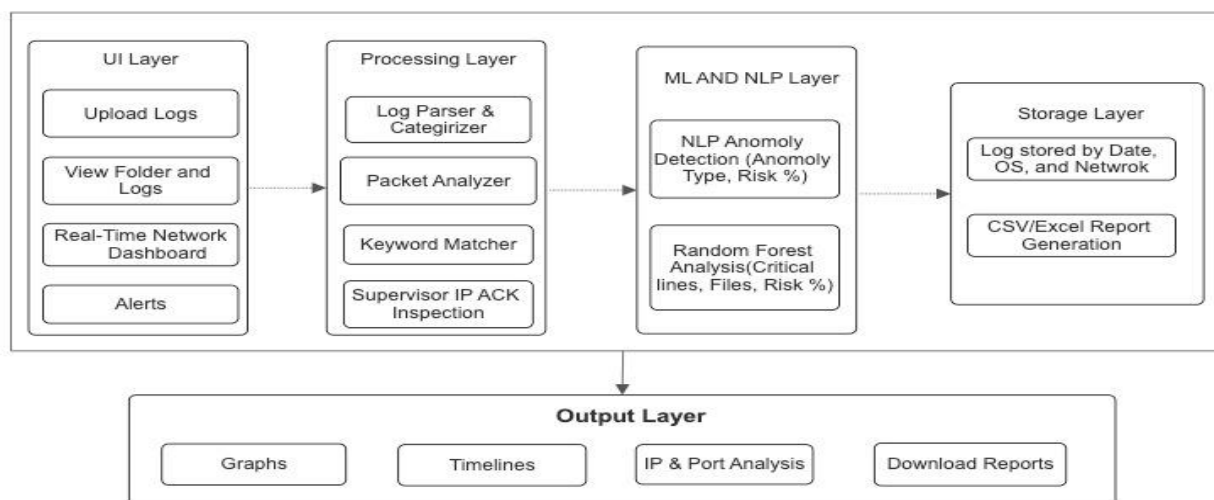 UI Layer
Upload Logs
View Folder and
Logs
Real-Time Network
Dashboard
Alerts
Processing Layer
Log Parser &
Categirizer
Packet Analyzer
Keyword Matcher
Supervisor IP ACK
Inspection
ML AND NLP Layer
NLP Anomoly
Detection (Anomoly
Type, Risk %)
Random Forest
Analysis(Critical
lines, Files, Risk %)
Storage Layer
Log stored by Date,
OS, and Netwrok
CSV/Excel Report
Generation
Output Layer
Graphs
Timelines
IP & Port Analysis
Download Reports